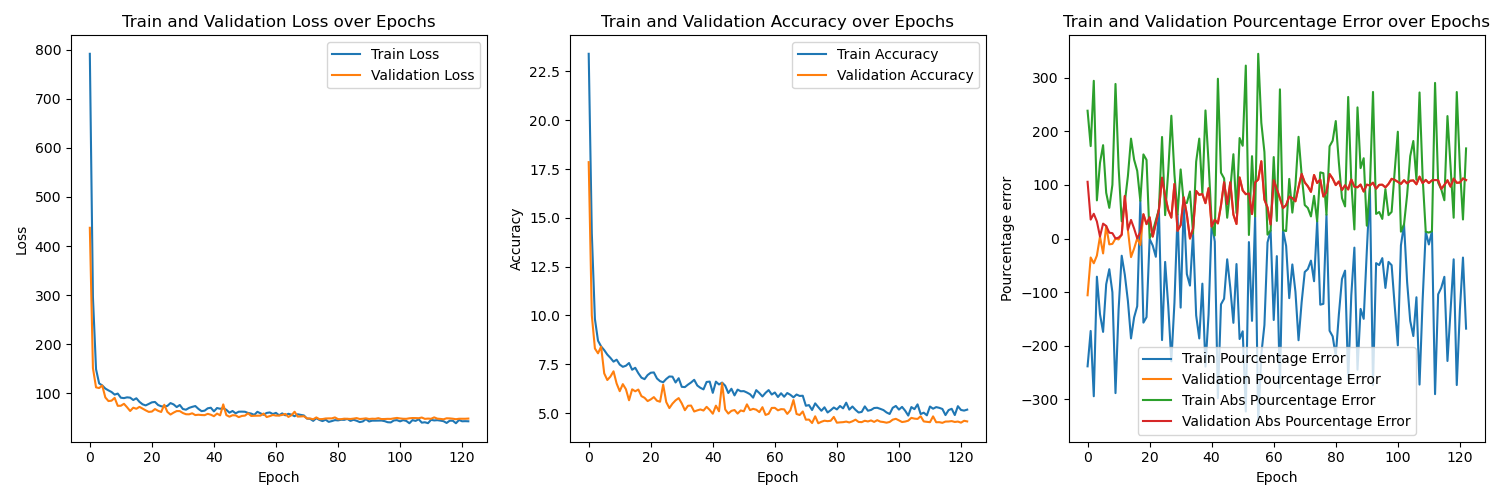 Train and Validation Loss over Epochs
800
700
600
500
400
300
200
100
Loss
0
20
40
60
80
100
120
Epoch
Train Loss
Validation Loss
Train and Validation Accuracy over Epochs
22.5
20.0
17.5
15.0
12.5
10.0
7.5
5.0
Accuracy
0
20
40
60
80
100
120
Epoch
Train Accuracy
Validation Accuracy
Train and Validation Pourcentage Error over Epochs
300
200
100
0
−100
−200
−300
Pourcentage error
0
20
40
60
80
100
120
Epoch
Train Pourcentage Error
Validation Pourcentage Error
Train Abs Pourcentage Error
Validation Abs Pourcentage Error